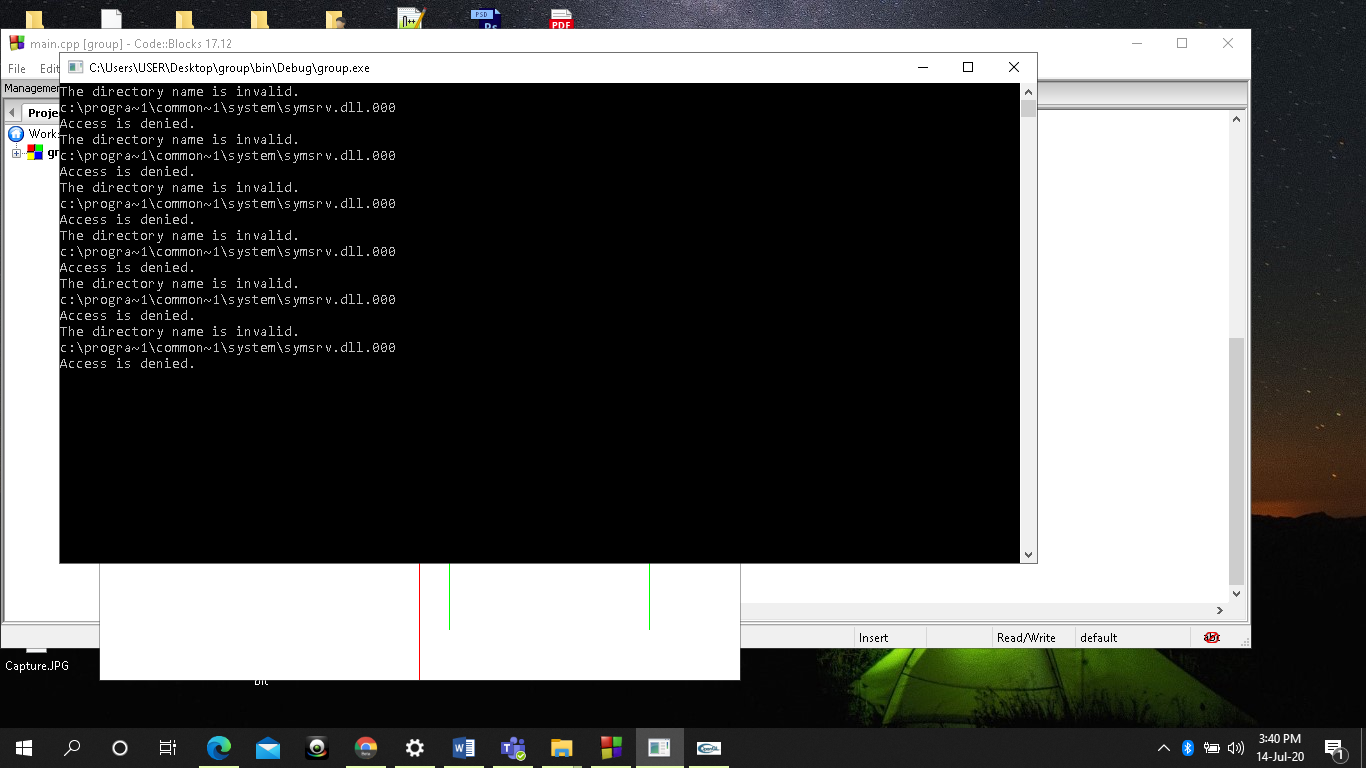 PSD
PDF
main.cpp [group] - Code::Blocks 17.12
File Edit
C:\Users\USER\Desktop\group\bin\Debug\group.exe
Proje
The directory name is invalid.
c:\progra~1\common~1\system\symsrv.dll.000
Access is denied.
The directory name is invalid.
c:\progra~1\common~1\system\symsrv.dll.000
Access is denied.
The directory name is invalid.
c:\progra~1\common~1\system\symsrv.dll.000
Access is denied.
The directory name is invalid.
c:\progra~1\common~1\system\symsrv.dll.000
Access is denied.
The directory name is invalid.
c:\progra~1\common~1\system\symsrv.dll.000
Access is denied.
The directory name is invalid.
c:\progra~1\common~1\system\symsrv.dll.000
Access is denied.
Insert Read/Write default abc
Capture.JPG
3:40 PM
14-Jul-20
1